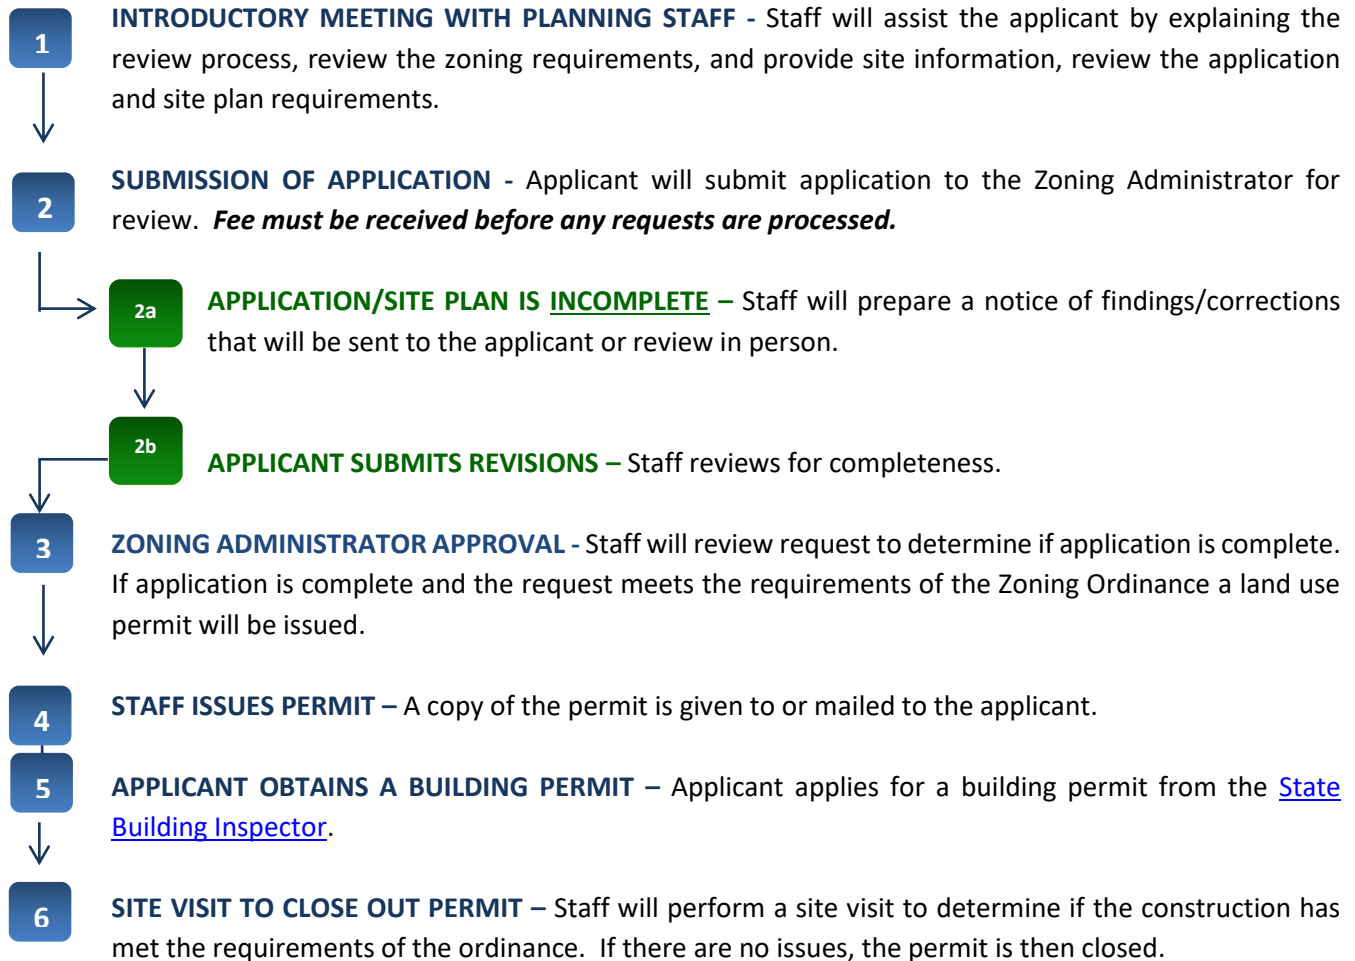 1
INTRODUCTORY MEETING WITH PLANNING STAFF - Staff will assist the applicant by explaining the
review process, review the zoning requirements, and provide site information, review the application
and site plan requirements.
2
SUBMISSION OF APPLICATION - Applicant will submit application to the Zoning Administrator for
review. Fee must be received before any requests are processed.
2a
APPLICATION/SITE PLAN IS INCOMPLETE – Staff will prepare a notice of findings/corrections
that will be sent to the applicant or review in person.
2b
APPLICANT SUBMITS REVISIONS – Staff reviews for completeness.
3
ZONING ADMINISTRATOR APPROVAL - Staff will review request to determine if application is complete.
If application is complete and the request meets the requirements of the Zoning Ordinance a land use
permit will be issued.
4
STAFF ISSUES PERMIT – A copy of the permit is given to or mailed to the applicant.
5
APPLICANT OBTAINS A BUILDING PERMIT – Applicant applies for a building permit from the State
Building Inspector.
6
SITE VISIT TO CLOSE OUT PERMIT – Staff will perform a site visit to determine if the construction has
met the requirements of the ordinance. If there are no issues, the permit is then closed.